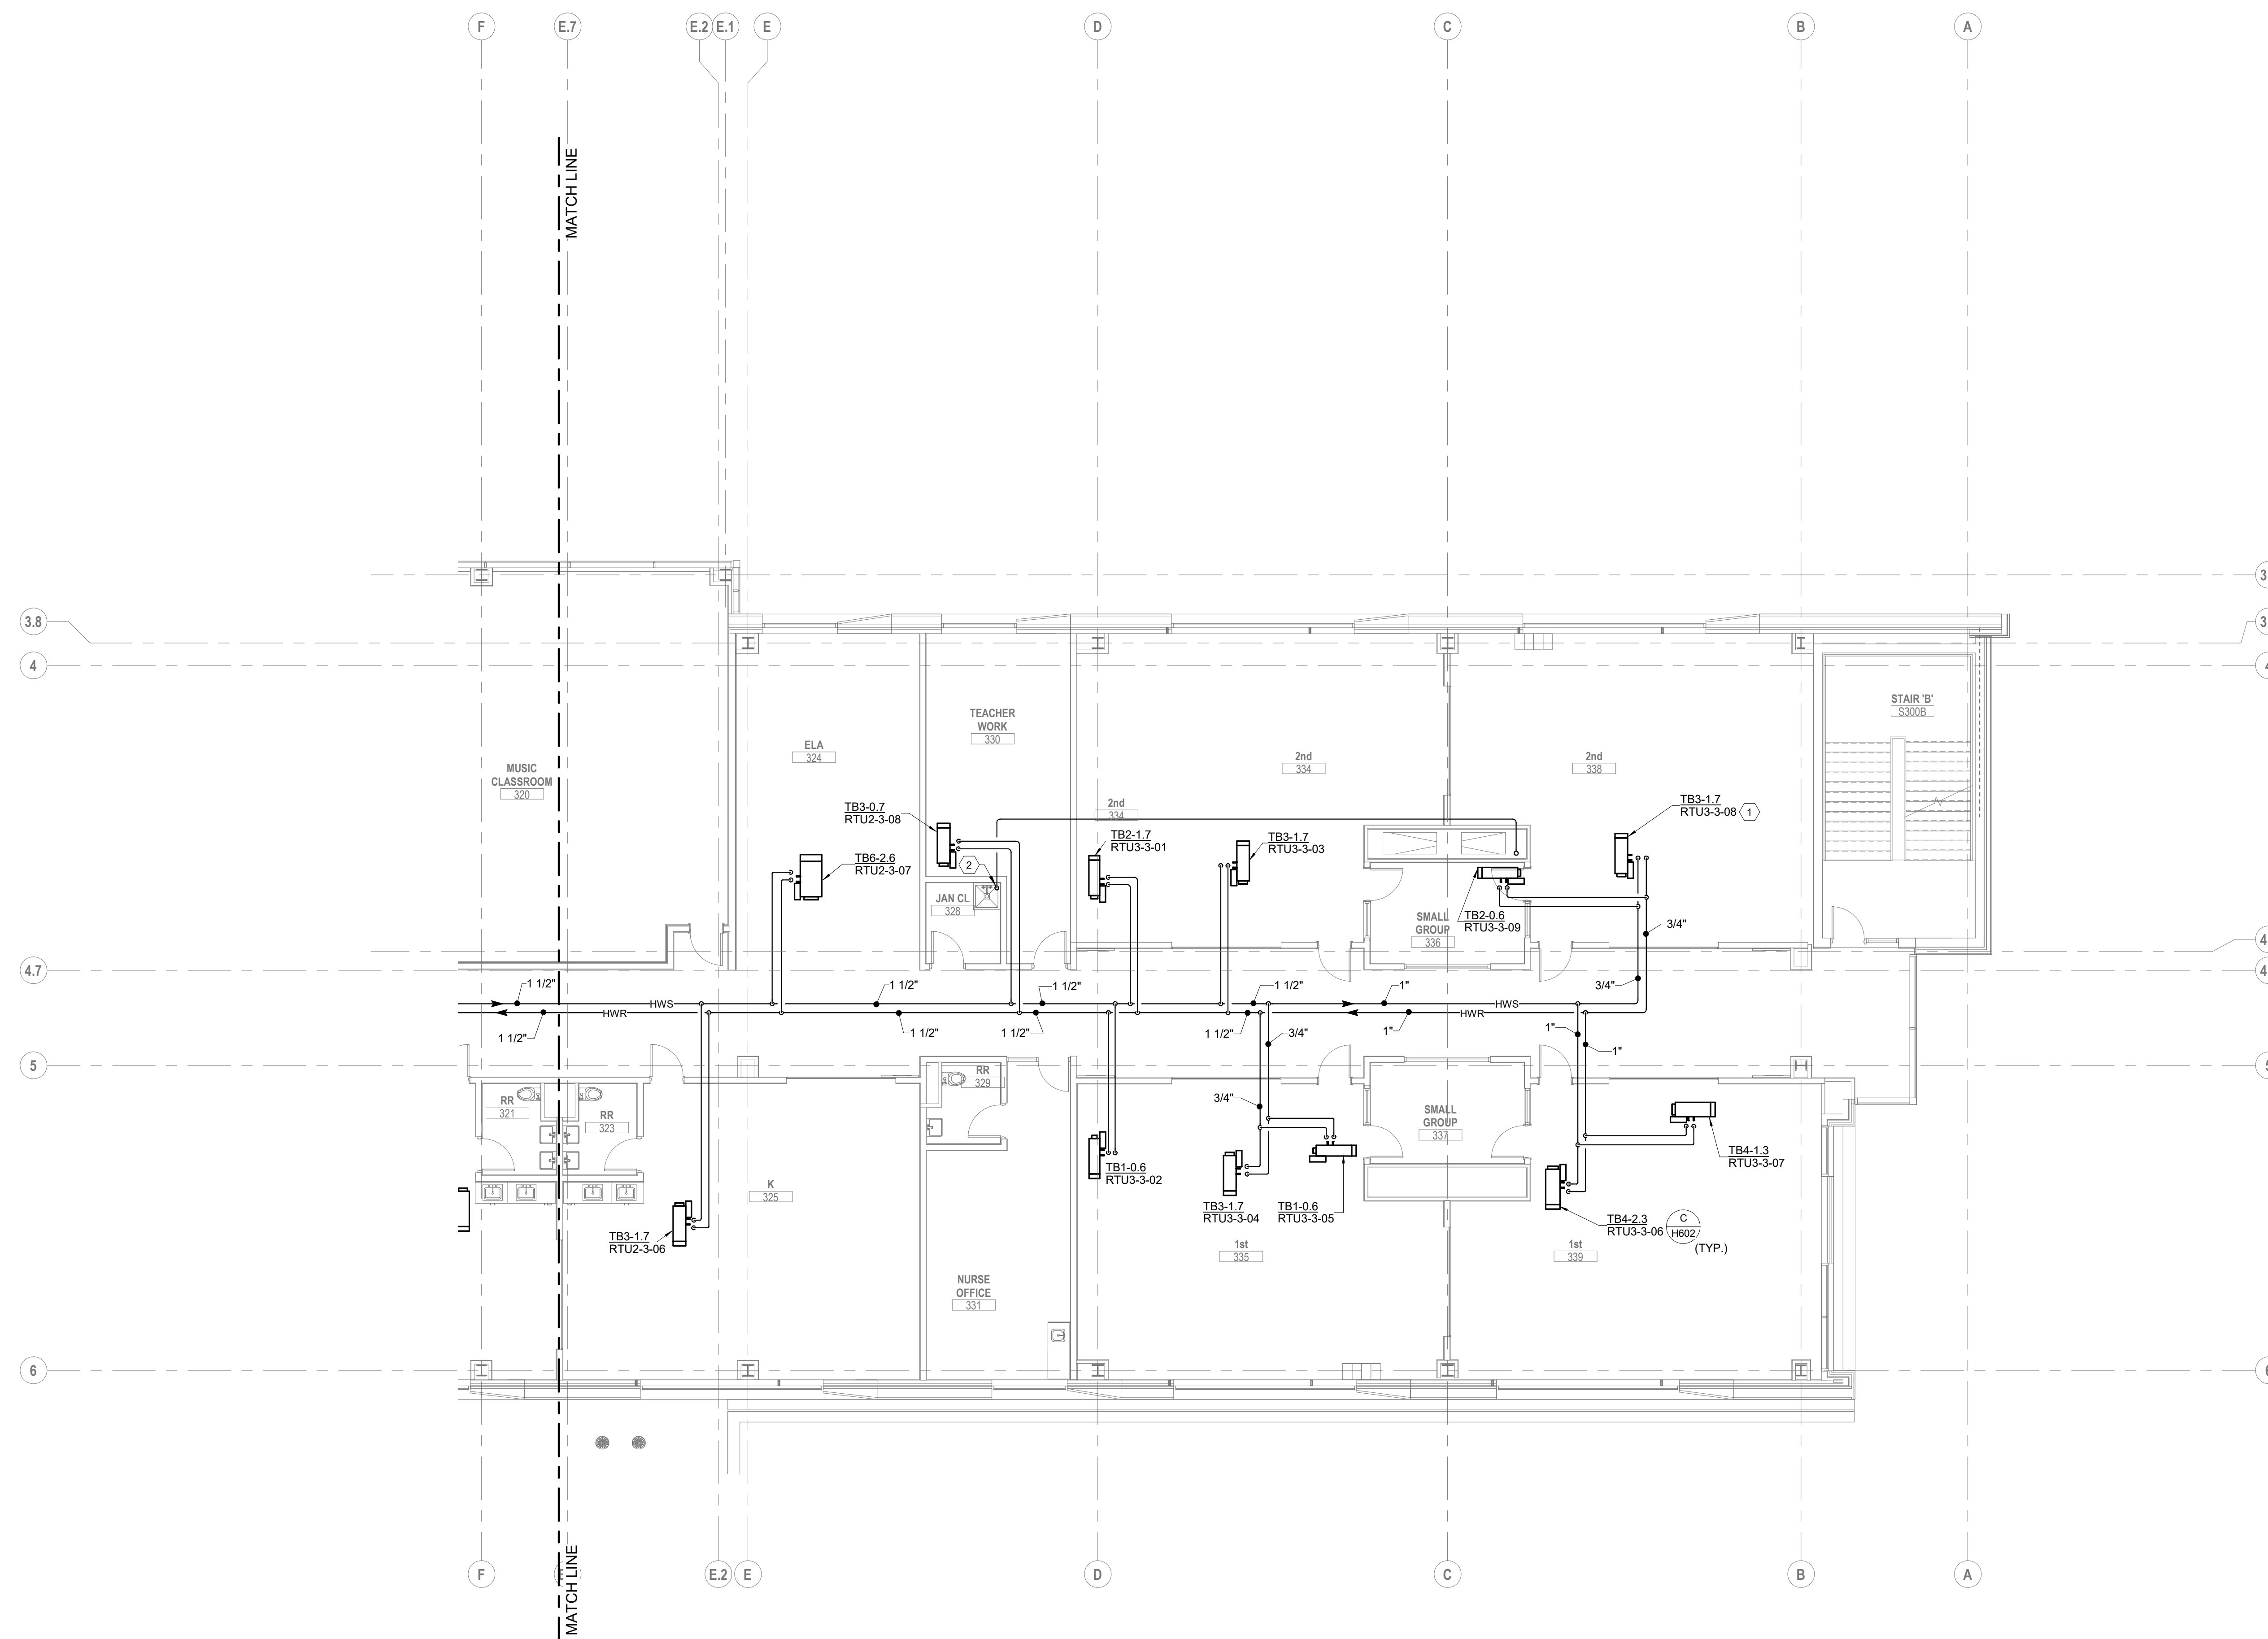 F
E.7
E.2
E.1
E
D
C
B
A
MATCH LINE
3
3.8
3.
4
4
MUSIC
CLASSROOM
320
ELA
324
TEACHER
WORK
330
2nd
334
2nd
334
2nd
338
STAIR 'B'
S300B
TB3-0.7
RTU2-3-08
TB6-2.6
RTU2-3-07
2
JAN CL
328
TB2-1.7
RTU3-3-01
TB3-1.7
RTU3-3-03
TB3-1.7
RTU3-3-08
1
SMALL
GROUP
336
TB2-0.6
RTU3-3-09
3/4"
3/4"
4.7
4
4
1 1/2"
1 1/2"
1 1/2"
1 1/2"
1"
HWS
HWS
HWR
HWR
1 1/2"
1 1/2"
1 1/2"
1 1/2"
3/4"
1"
1"
1"
5
5
RR
321
RR
323
RR
329
3/4"
SMALL
GROUP
337
TB1-0.6
RTU3-3-02
TB3-1.7
RTU3-3-04
TB1-0.6
RTU3-3-05
TB4-1.3
RTU3-3-07
K
325
TB3-1.7
RTU2-3-06
TB4-2.3
RTU3-3-06
C
H602
(TYP.)
1st
335
1st
339
NURSE
OFFICE
331
6
6
MATCH LINE
F
E.2
E
D
C
B
A